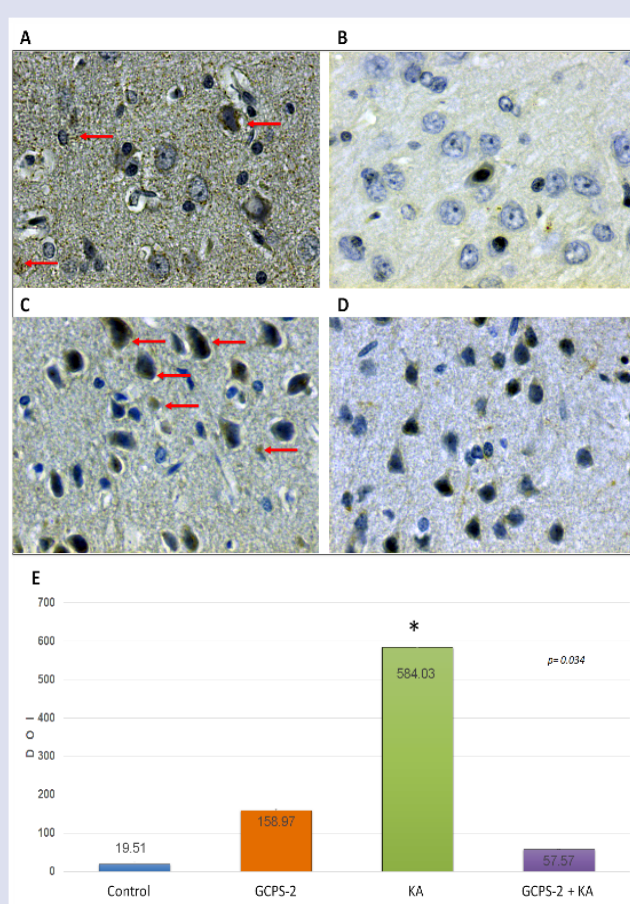 A
B
C
D
E
700
600
500
400
300
200
100
0
D O I
*
p= 0.034
19.51
158.97
584.03
57.57
Control
GCPS-2
KA
GCPS-2 + KA